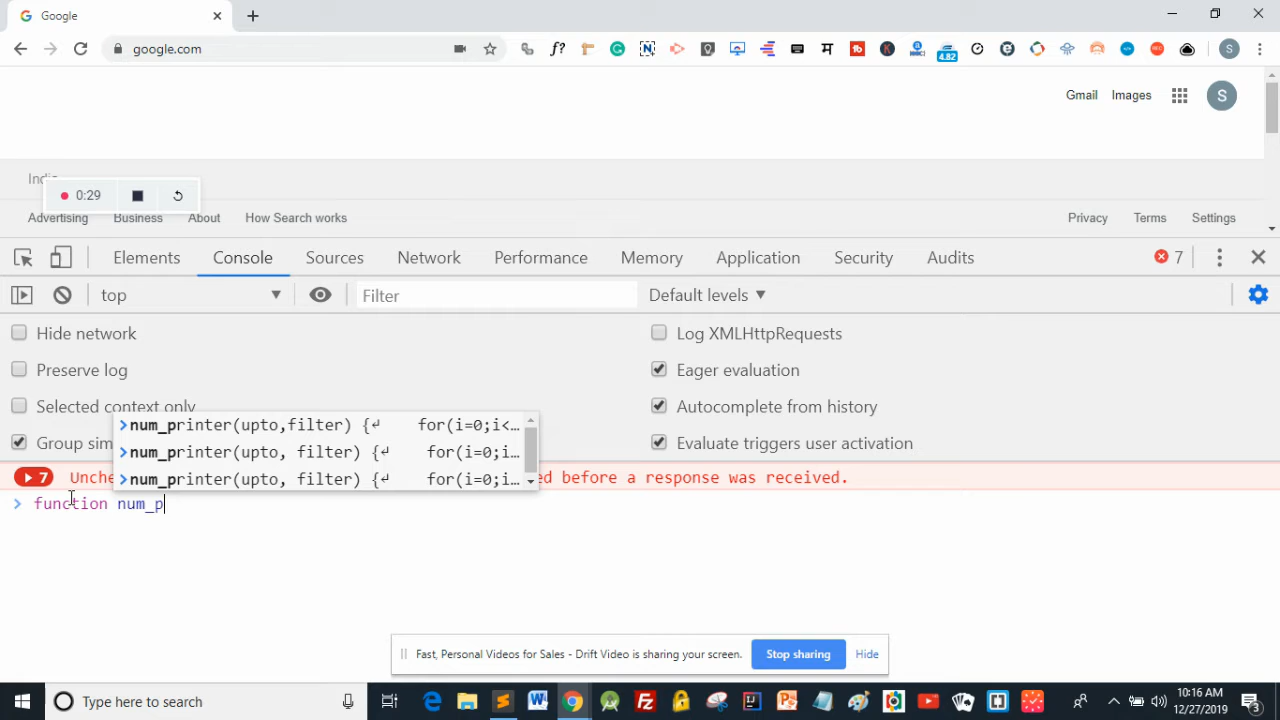 Google
google.com
4.82
Gmail Images S
India
0:29
Advertising Business About How Search works Privacy Terms Settings
Elements Console Sources Network Performance Memory Application Security Audits 7
top Filter Default levels ▼
Hide network Log XMLHttpRequests
Preserve log Eager evaluation
Selected context only Autocomplete from history
Group sim Evaluate triggers user activation
num_printer(upto,filter) {↵ for(i=0;i<…
num_printer(upto, filter) {↵ for(i=0;i…
num_printer(upto, filter) {↵ for(i=0;i…
7 Unche ed before a response was received.
> function num_p
Fast, Personal Videos for Sales - Drift Video is sharing your screen. Stop sharing Hide
Type here to search
10:16 AM
12/27/2019
3